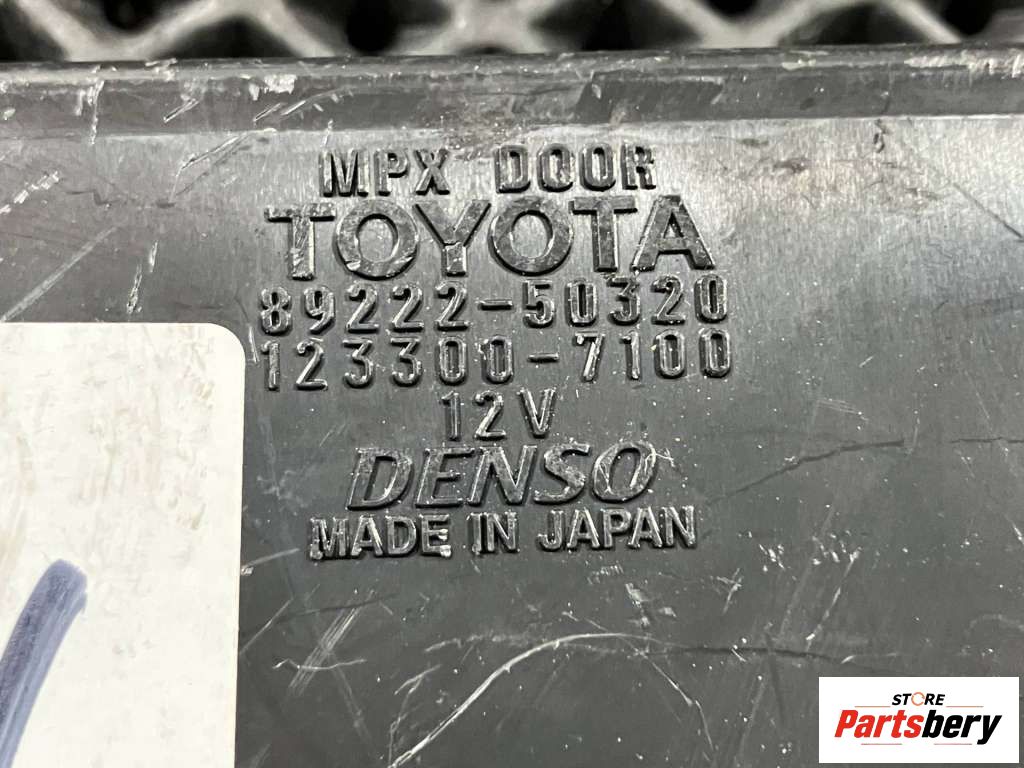 MPX DOOR
TOYOTA
89222-50320
123300-7100
12V
DENSO
MADE IN JAPAN
STORE
Partsbery